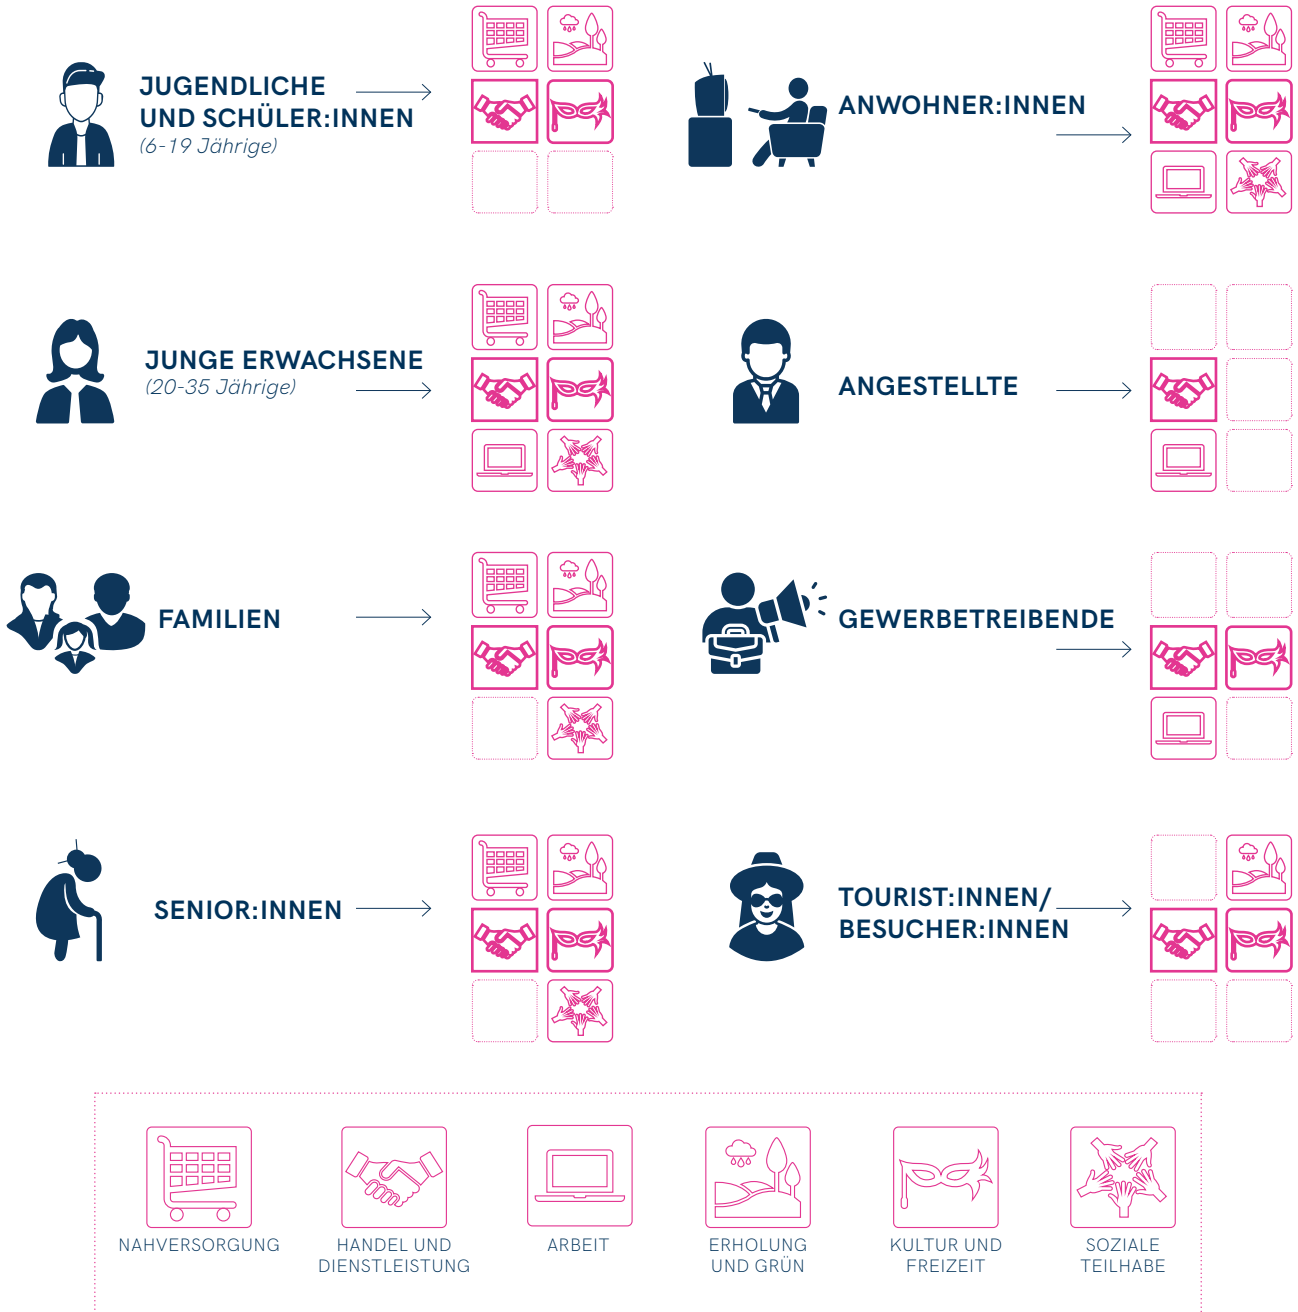 JUGENDLICHE
UND SCHÜLER:INNEN
(6-19 Jährige)
ANWOHNER:INNEN
JUNGE ERWACHSENE
(20-35 Jährige)
ANGESTELLTE
FAMILIEN
GEWERBETREIBENDE
SENIOR:INNEN
TOURIST:INNEN/
BESUCHER:INNEN
NAHVERSORGUNG
HANDEL UND
DIENSTLEISTUNG
ARBEIT
ERHOLUNG
UND GRÜN
KULTUR UND
FREIZEIT
SOZIALE
TEILHABE